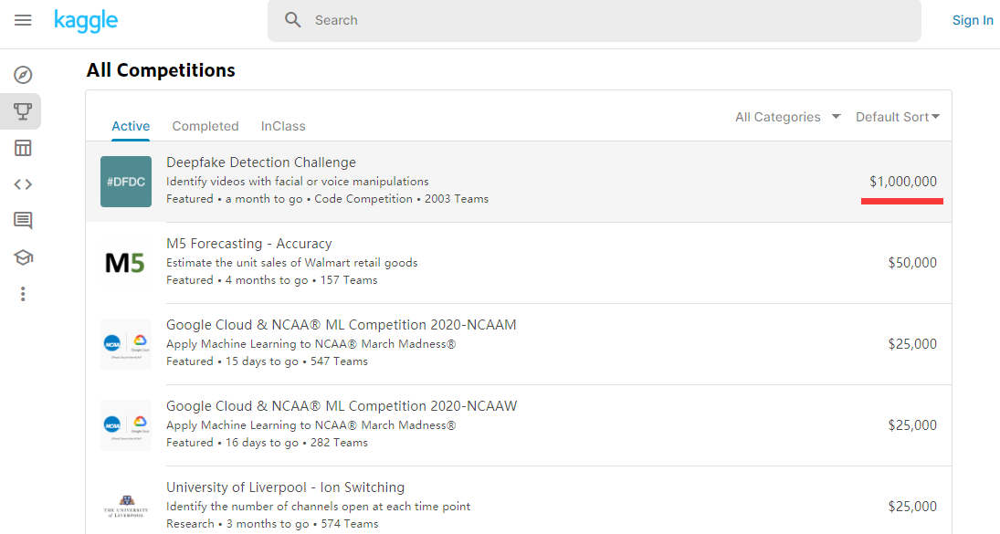 kaggle
Search
Sign In
All Competitions
Active
Completed
InClass
All Categories
Default Sort
#DFDC
Deepfake Detection Challenge
Identify videos with facial or voice manipulations
Featured • a month to go • Code Competition • 2003 Teams
$1,000,000
M5
M5 Forecasting - Accuracy
Estimate the unit sales of Walmart retail goods
Featured • 4 months to go • 157 Teams
$50,000
NCAA
Google Cloud
Google Cloud & NCAA® ML Competition 2020-NCAAM
Apply Machine Learning to NCAA® March Madness®
Featured • 15 days to go • 547 Teams
$25,000
NCAA
Google Cloud
Google Cloud & NCAA® ML Competition 2020-NCAAW
Apply Machine Learning to NCAA® March Madness®
Featured • 16 days to go • 282 Teams
$25,000
THE UNIVERSITY
of LIVERPOOL
University of Liverpool - Ion Switching
Identify the number of channels open at each time point
Research • 3 months to go • 574 Teams
$25,000